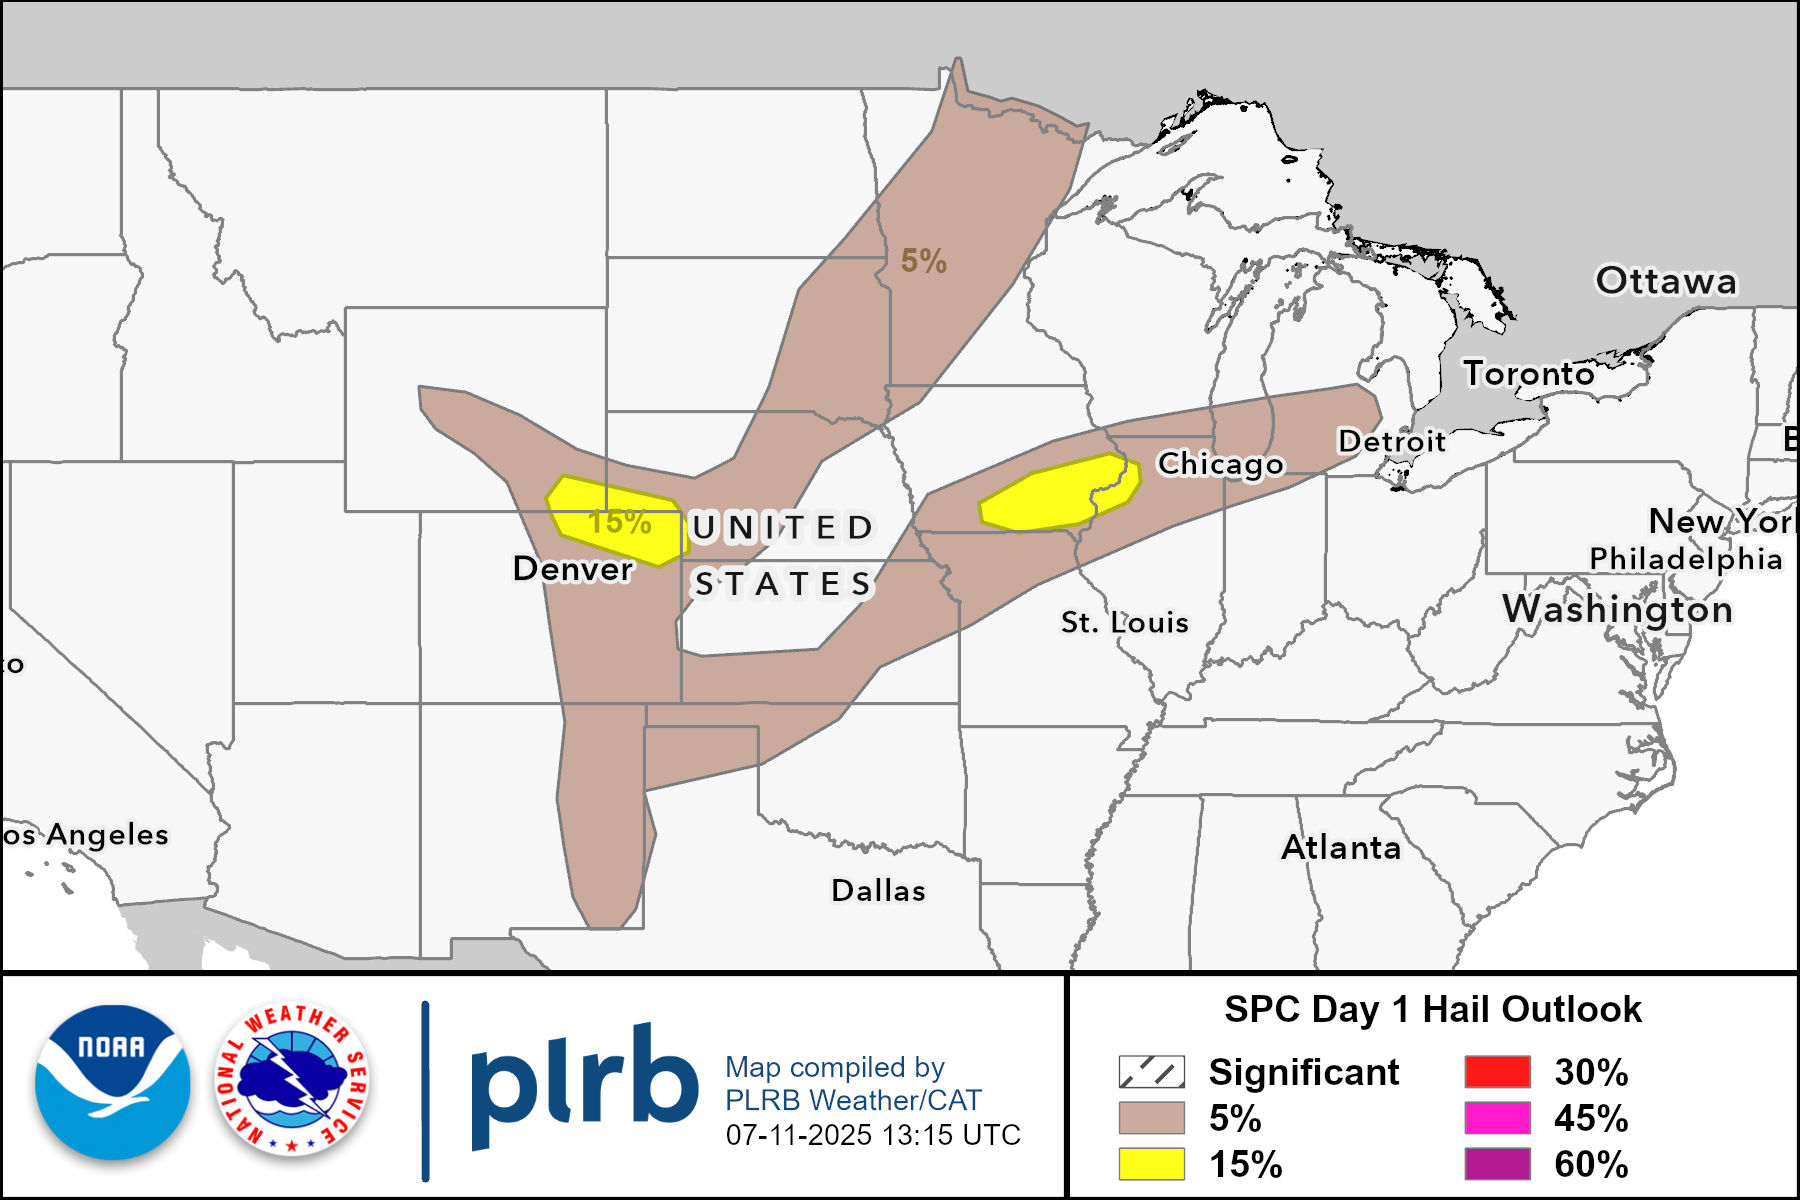 5%
Ottawa
Toronto
Detroit
Chicago
15%
UNITED
STATES
Denver
New Yor
Philadelphia
Washington
St. Louis
co
os Angeles
Atlanta
Dallas
B
NOAA
NATIONAL WEATHER SERVICE
plrb
Map compiled by
PLRB Weather/CAT
07-11-2025 13:15 UTC
SPC Day 1 Hail Outlook
Significant
5%
15%
30%
45%
60%